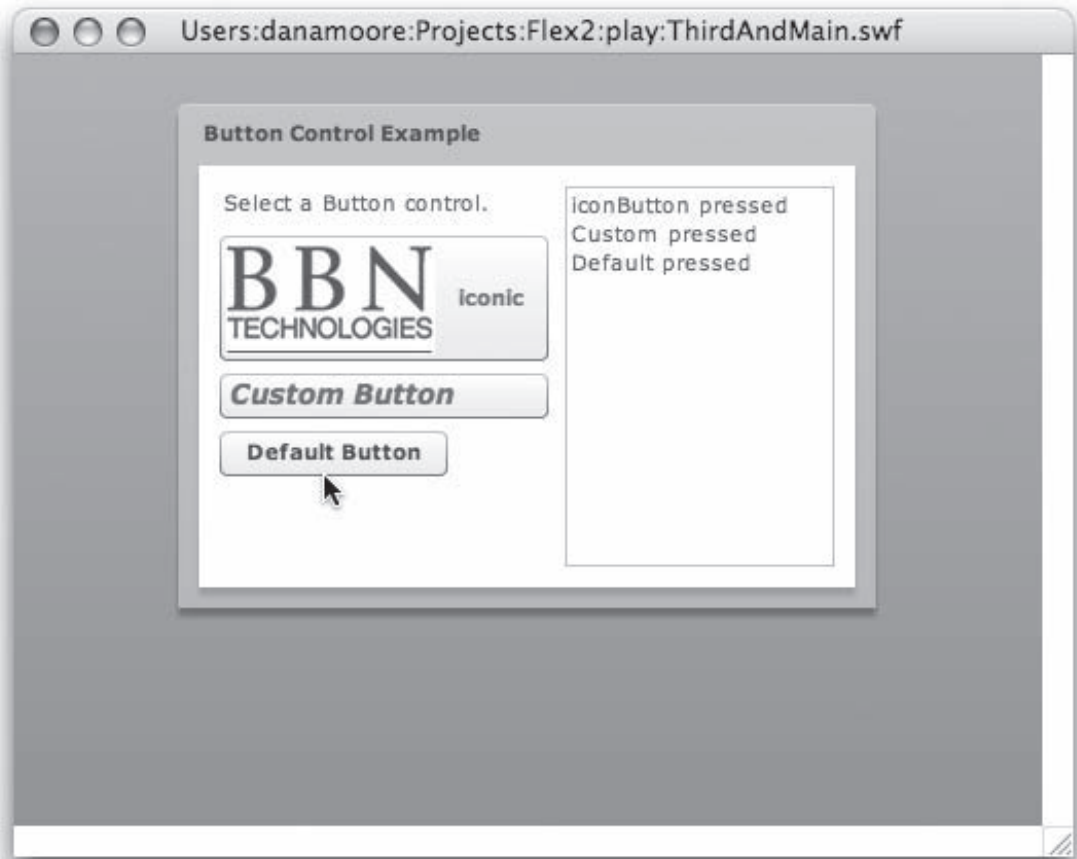 Users:danamoore:Projects:Flex2:play:ThirdAndMain.swf
Button Control Example
Select a Button control.
BBN
TECHNOLOGIES
iconic
Custom Button
Default Button
iconButton pressed
Custom pressed
Default pressed